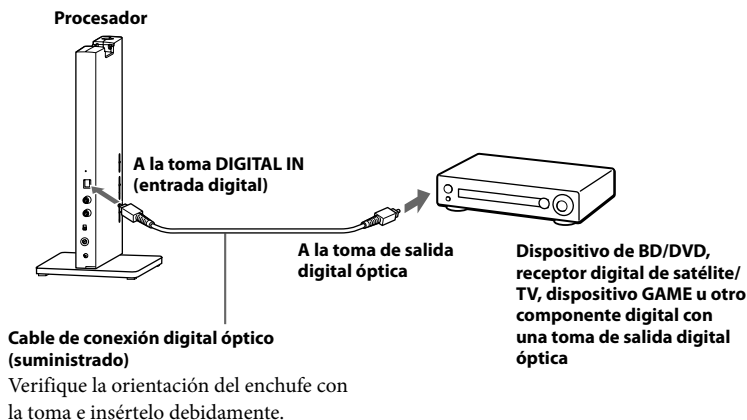 Procesador
A la toma DIGITAL IN
(entrada digital)
A la toma de salida
digital óptica
Dispositivo de BD/DVD,
receptor digital de satélite/
TV, dispositivo GAME u otro
componente digital con
una toma de salida digital
óptica
Cable de conexión digital óptico
(suministrado)
Verifique la orientación del enchufe con
la toma e insértelo debidamente.